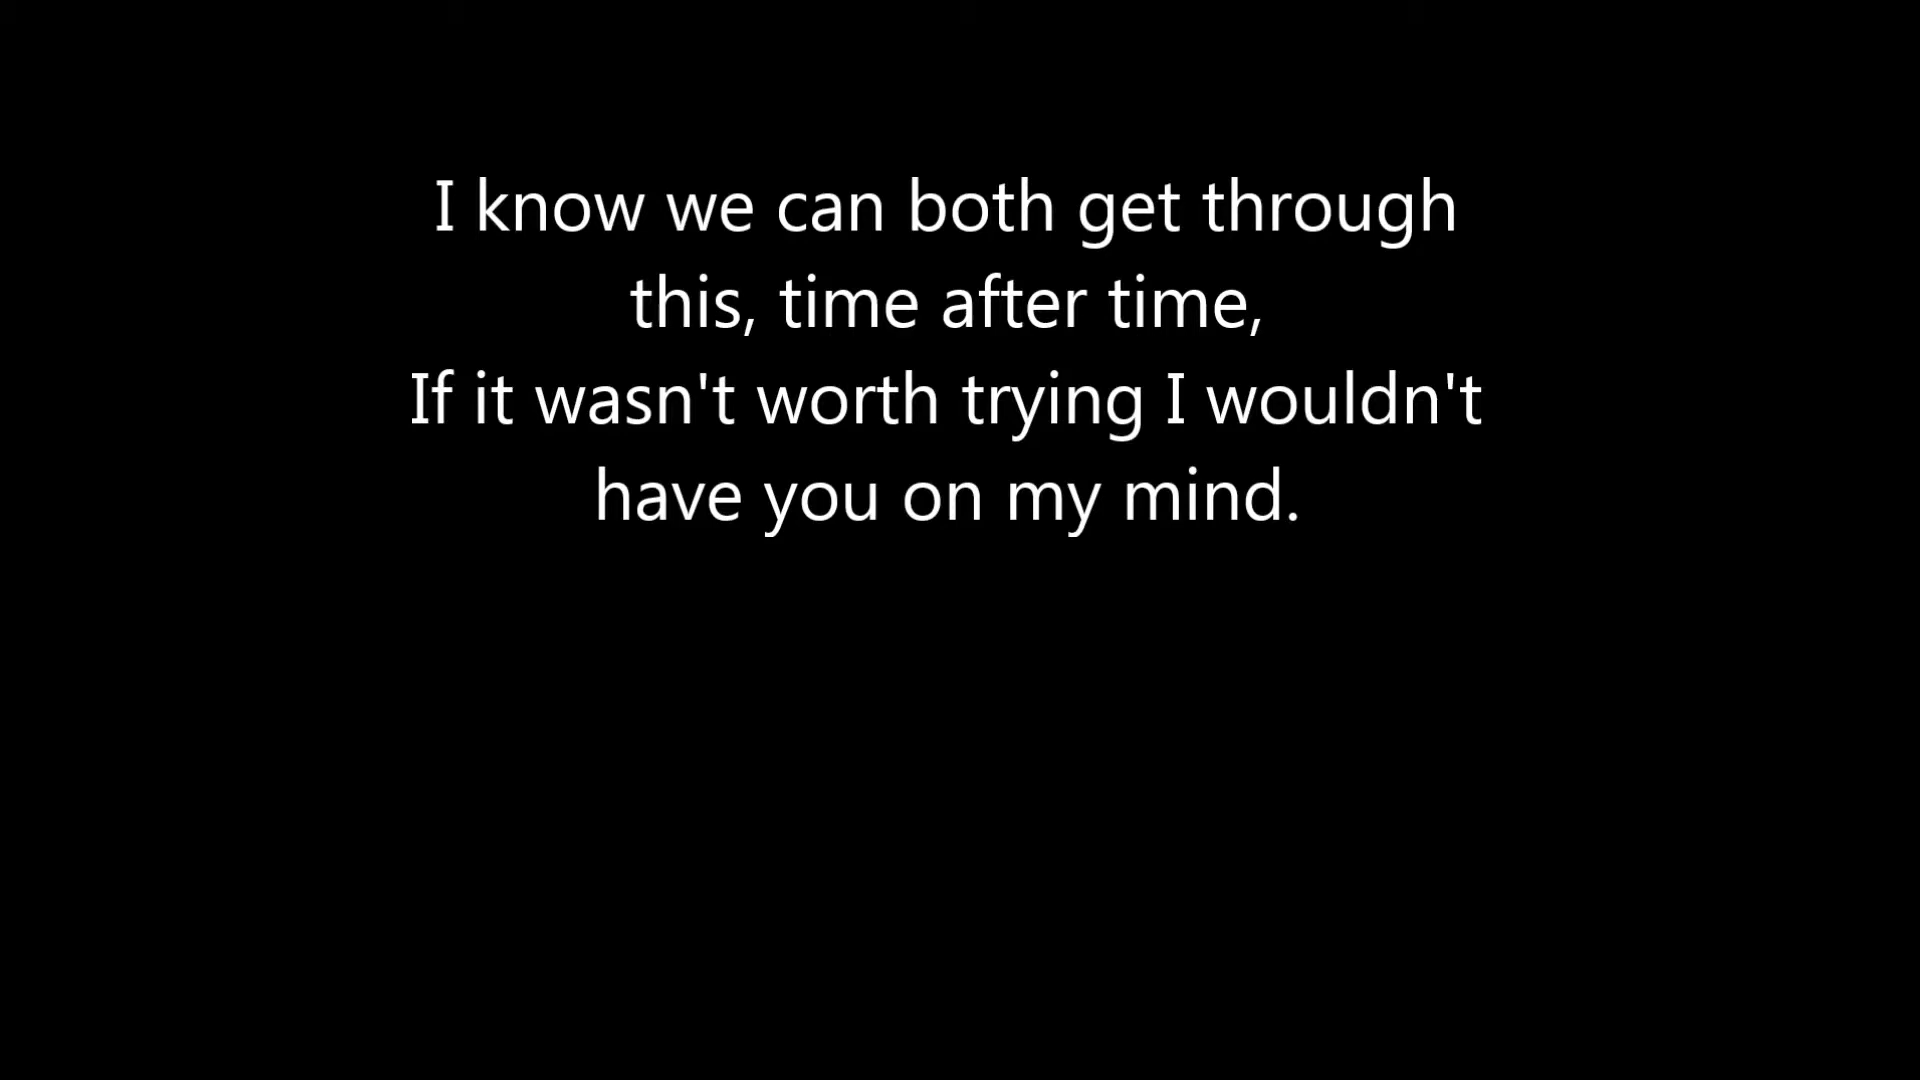 I know we can both get through
this, time after time,
If it wasn't worth trying I wouldn't
have you on my mind.